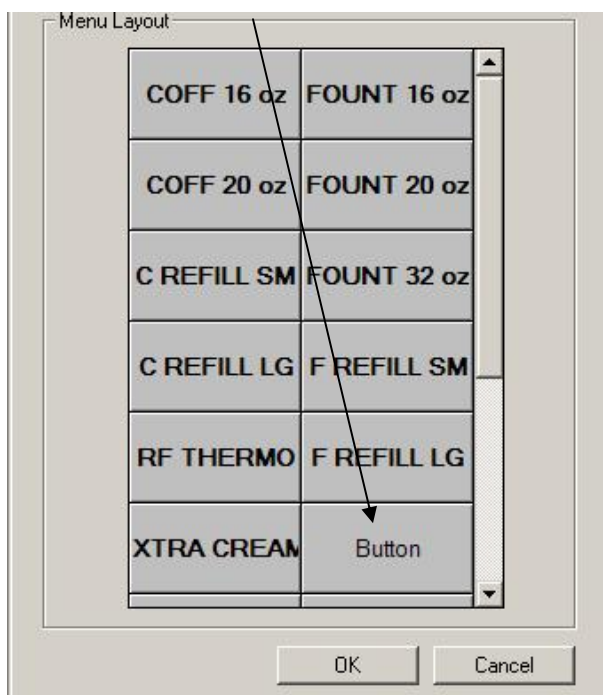 Menu Layout
COFF 16 oz FOUNT 16 oz
COFF 20 oz FOUNT 20 oz
C REFILL SM FOUNT 32 oz
C REFILL LG F REFILL SM
RF THERMO F REFILL LG
XTRA CREAM Button
OK Cancel